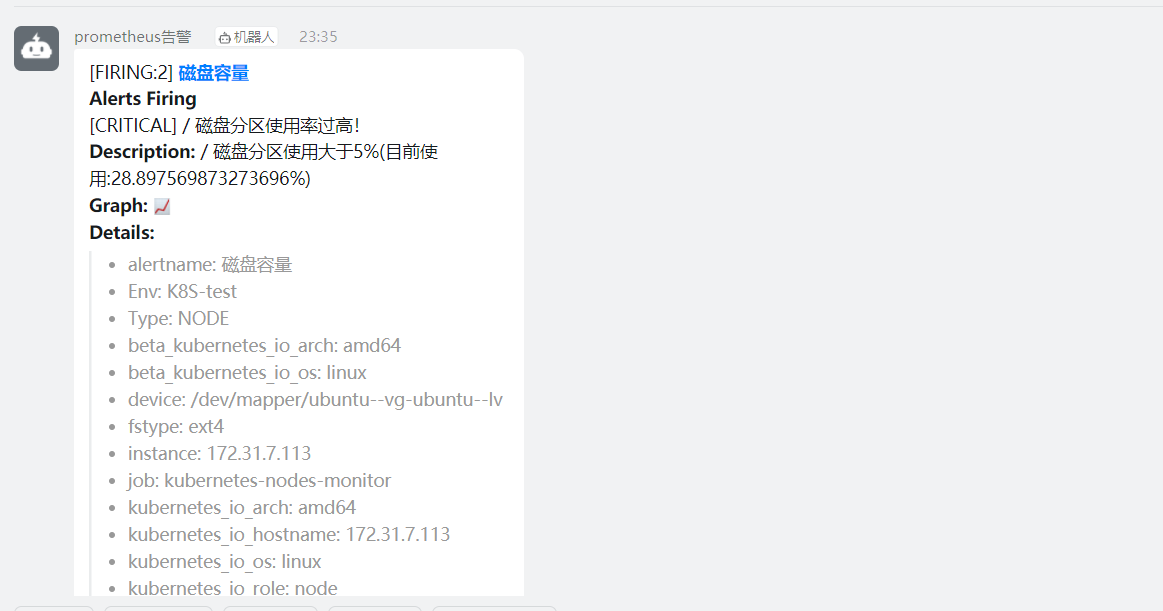 prometheus告警 机器人 23:35
[FIRING:2] 磁盘容量
Alerts Firing
[CRITICAL] / 磁盘分区使用率过高！
Description: / 磁盘分区使用大于5%(目前使
用:28.897569873273696%)
Graph:
Details:
• alertname: 磁盘容量
• Env: K8S-test
• Type: NODE
• beta_kubernetes_io_arch: amd64
• beta_kubernetes_io_os: linux
• device: /dev/mapper/ubuntu--vg-ubuntu--lv
• fstype: ext4
• instance: 172.31.7.113
• job: kubernetes-nodes-monitor
• kubernetes_io_arch: amd64
• kubernetes_io_hostname: 172.31.7.113
• kubernetes_io_os: linux
• kubernetes_io_role: node